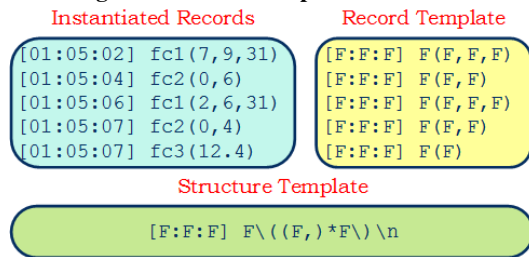 Instantiated Records
[01:05:02] fc1(7,9,31)
[01:05:04] fc2(0,6)
[01:05:06] fc1(2,6,31)
[01:05:07] fc2(0,4)
[01:05:07] fc3(12.4)
Record Template
[F:F:F] F(F,F,F)
[F:F:F] F(F,F)
[F:F:F] F(F,F,F)
[F:F:F] F(F,F)
[F:F:F] F(F)
Structure Template
[F:F:F] F\((F,)*F\)\n